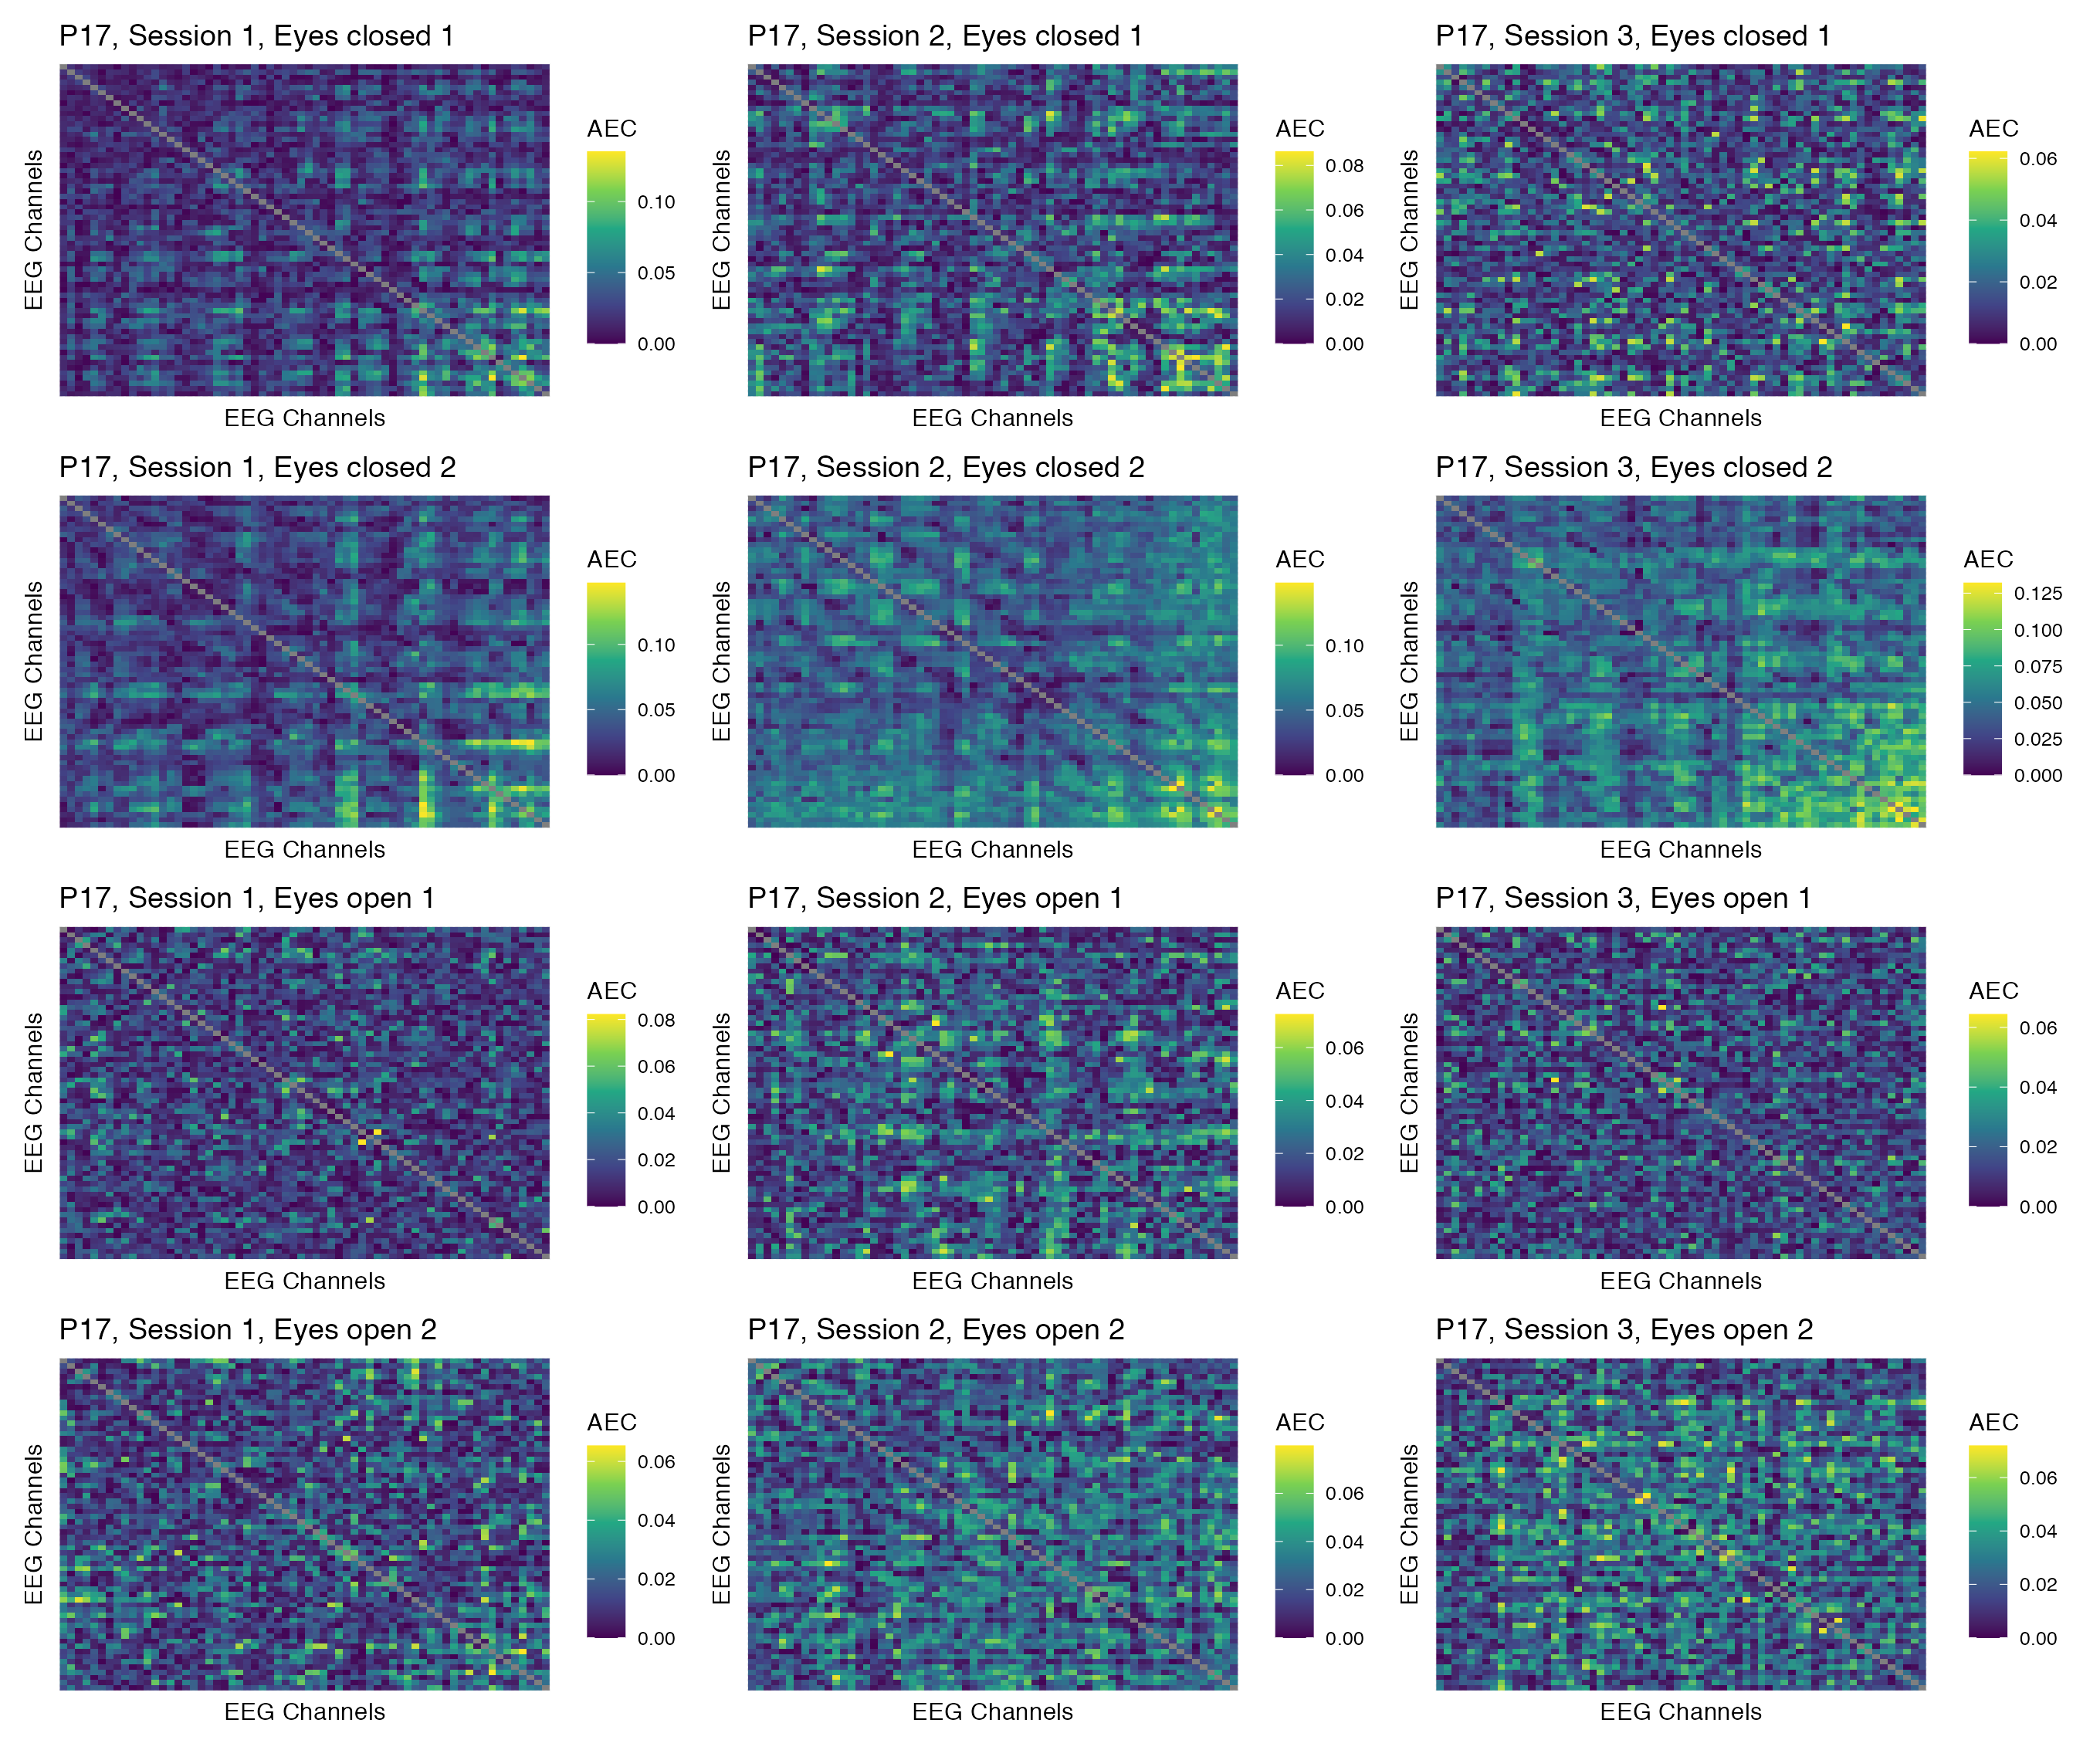 P17, Session 1, Eyes closed 1
EEG Channels
EEG Channels
AEC
0.10
0.05
0.00
P17, Session 2, Eyes closed 1
EEG Channels
EEG Channels
AEC
0.08
0.06
0.04
0.02
0.00
P17, Session 3, Eyes closed 1
EEG Channels
EEG Channels
AEC
0.06
0.04
0.02
0.00
P17, Session 1, Eyes closed 2
EEG Channels
EEG Channels
AEC
0.10
0.05
0.00
P17, Session 2, Eyes closed 2
EEG Channels
EEG Channels
AEC
0.10
0.05
0.00
P17, Session 3, Eyes closed 2
EEG Channels
EEG Channels
AEC
0.125
0.100
0.075
0.050
0.025
0.000
P17, Session 1, Eyes open 1
EEG Channels
EEG Channels
AEC
0.08
0.06
0.04
0.02
0.00
P17, Session 2, Eyes open 1
EEG Channels
EEG Channels
AEC
0.06
0.04
0.02
0.00
P17, Session 3, Eyes open 1
EEG Channels
EEG Channels
AEC
0.06
0.04
0.02
0.00
P17, Session 1, Eyes open 2
EEG Channels
EEG Channels
AEC
0.06
0.04
0.02
0.00
P17, Session 2, Eyes open 2
EEG Channels
EEG Channels
AEC
0.06
0.04
0.02
0.00
P17, Session 3, Eyes open 2
EEG Channels
EEG Channels
AEC
0.06
0.04
0.02
0.00